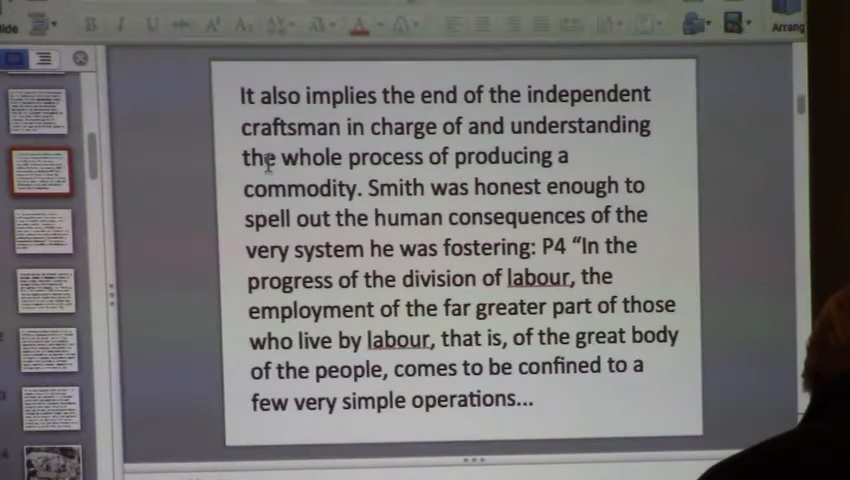 It also implies the end of the independent
craftsman in charge of and understanding
the whole process of producing a
commodity. Smith was honest enough to
spell out the human consequences of the
very system he was fostering: P4 “In the
progress of the division of labour, the
employment of the far greater part of those
who live by labour, that is, of the great body
of the people, comes to be confined to a
few very simple operations...
Arrang